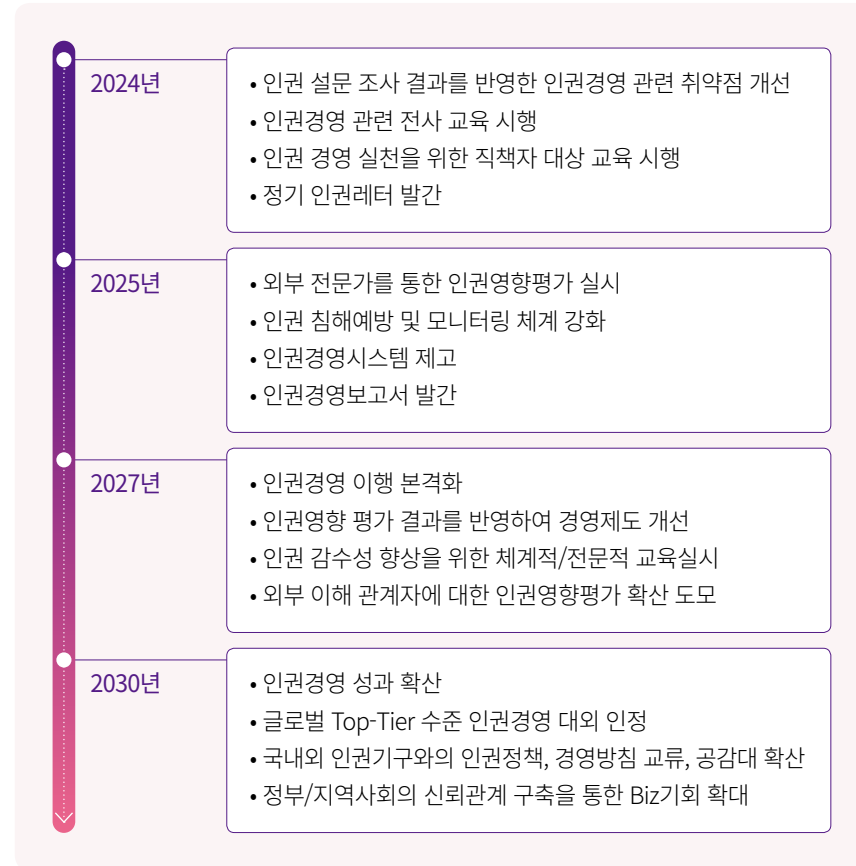 2024년
• 인권 설문 조사 결과를 반영한 인권경영 관련 취약점 개선
• 인권경영 관련 전사 교육 시행
• 인권 경영 실천을 위한 직책자 대상 교육 시행
• 정기 인권레터 발간
2025년
• 외부 전문가를 통한 인권영향평가 실시
• 인권 침해예방 및 모니터링 체계 강화
• 인권경영시스템 제고
• 인권경영보고서 발간
2027년
• 인권경영 이행 본격화
• 인권영향 평가 결과를 반영하여 경영제도 개선
• 인권 감수성 향상을 위한 체계적/전문적 교육실시
• 외부 이해 관계자에 대한 인권영향평가 확산 도모
2030년
• 인권경영 성과 확산
• 글로벌 Top-Tier 수준 인권경영 대외 인정
• 국내외 인권기구와의 인권정책, 경영방침 교류, 공감대 확산
• 정부/지역사회의 신뢰관계 구축을 통한 Biz기회 확대